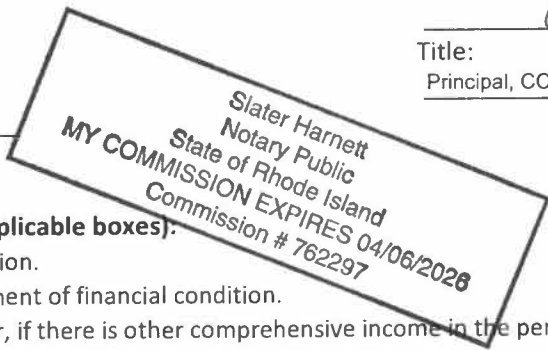 Title:
Principal, CC
Slater Harnett
Notary Public
State of Rhode Island
MY COMMISSION EXPIRES 04/06/2026
Commission # 762297
plicable boxes):
ion.
nent of financial condition.
r, if there is other comprehensive income in the per